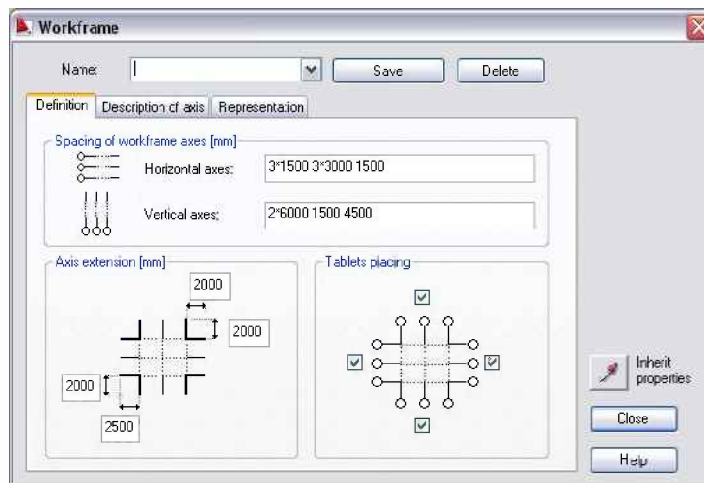 Workframe
Name: Save Delete
Definition Description of axis Representation
Spacing of workframe axes [mm]
Horizontal axes: 3*1500 3*3000 1500
Vertical axes: 2*6000 1500 4500
Axis extension [mm] Tablets placing
2000
2000
2000
2500
Inherit
properties
Close
Help